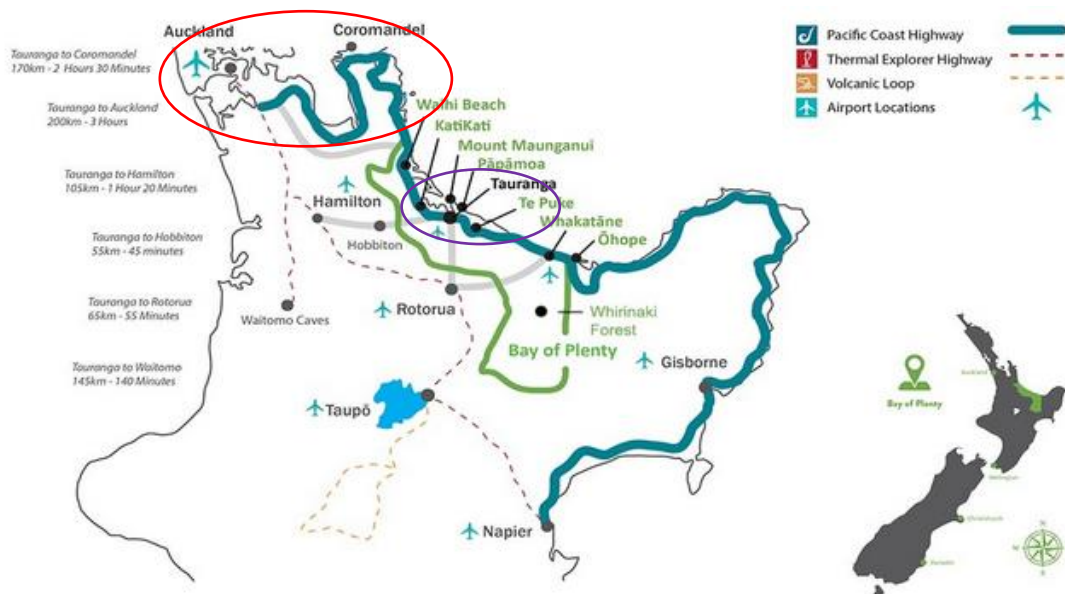 Auckland
Coromandel
Tauranga to Coromandel
170km - 2 Hours 30 Minutes
Tauranga to Auckland
200km - 3 Hours
Tauranga to Hamilton
105km - 1 Hour 20 Minutes
Tauranga to Hobbiton
55km - 45 minutes
Tauranga to Rotorua
65km - 55 Minutes
Tauranga to Waitomo
145km - 140 Minutes
Pacific Coast Highway
Thermal Explorer Highway
Volcanic Loop
Airport Locations
Waihi Beach
KatiKati
Mount Maunganui
Pāpāmoa
Tauranga
Te Puke
Whakatāne
Ōhope
Hamilton
Hobbiton
Rotorua
Waitomo Caves
Whirinaki
Forest
Bay of Plenty
Gisborne
Taupō
Napier
Auckland
Bay of Plenty
Wellington
Christchurch
Dunedin
N
W